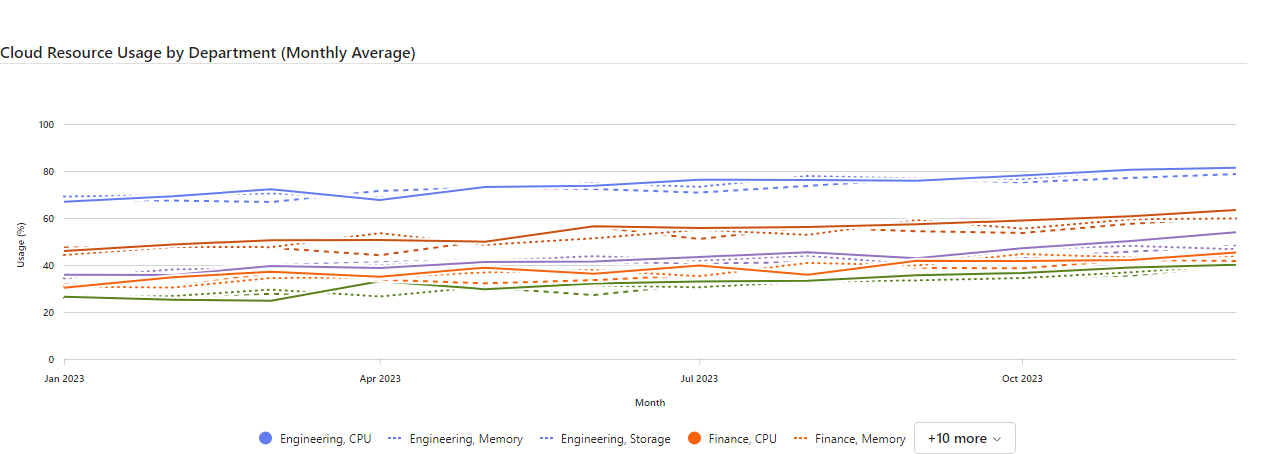 Cloud Resource Usage by Department (Monthly Average)
100
80
60
40
20
0
Usage (%)
Jan 2023 Apr 2023 Jul 2023 Oct 2023
Month
Engineering, CPU Engineering, Memory Engineering, Storage Finance, CPU Finance, Memory +10 more